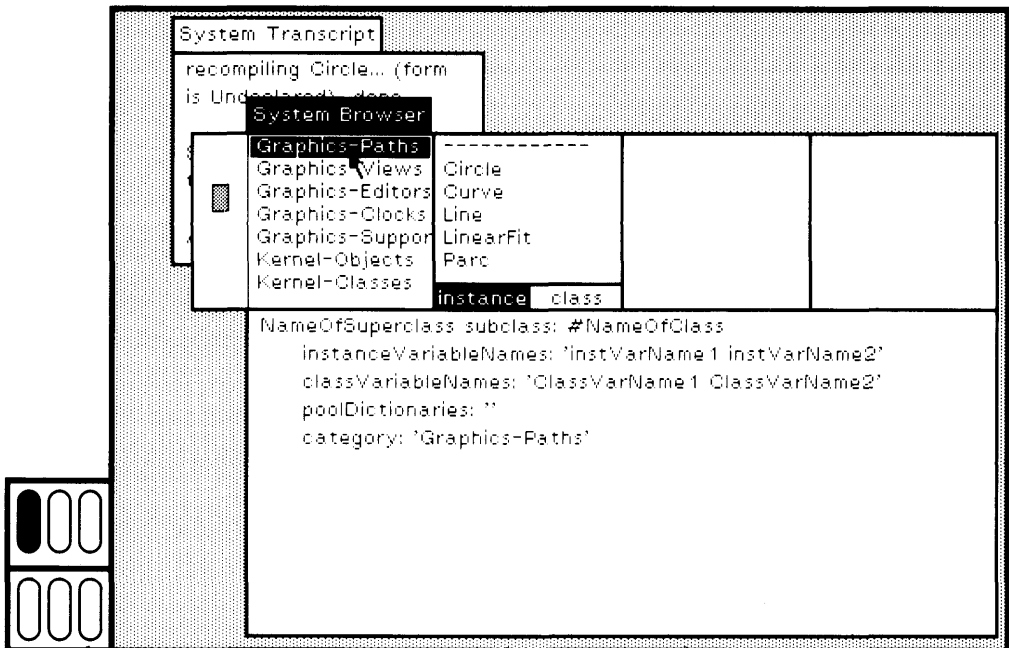 System Transcript
recompiling Circle... (form
is Undeclared) done
System Browser
Graphics-Paths
Graphics-Views
Graphics-Editors
Graphics-Clocks
Graphics-Suppor
Kernel-Objects
Kernel-Classes
------------
Circle
Curve
Line
LinearFit
Parc
instance class
NameOfSuperclass subclass: #NameOfClass
instanceVariableNames: 'instVarName1 instVarName2'
classVariableNames: 'ClassVarName1 ClassVarName2'
poolDictionaries: ''
category: 'Graphics-Paths'